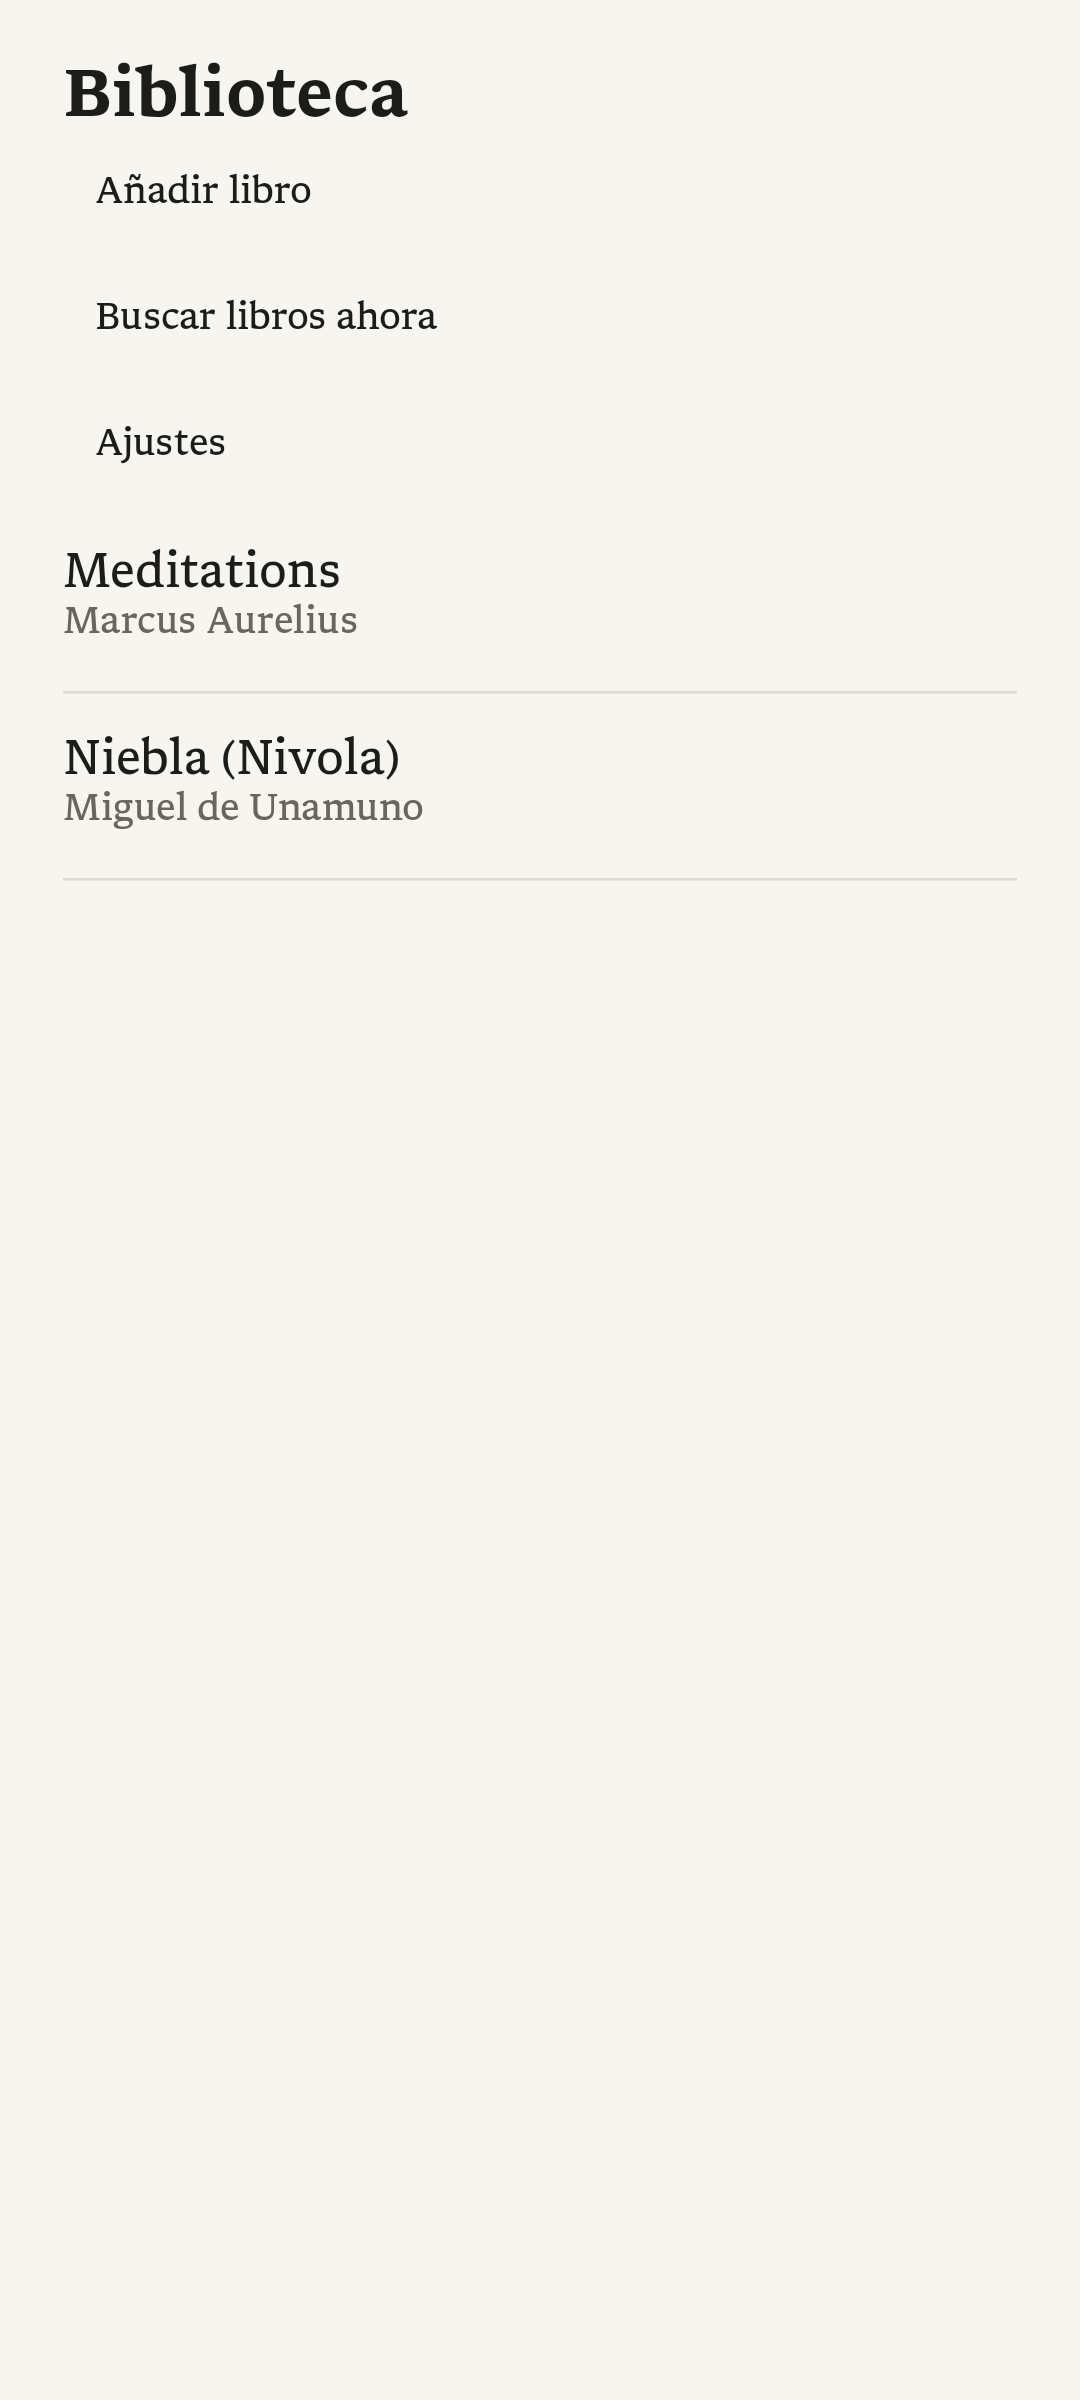 Biblioteca
Añadir libro
Buscar libros ahora
Ajustes
Meditations
Marcus Aurelius
Niebla (Nivola)
Miguel de Unamuno